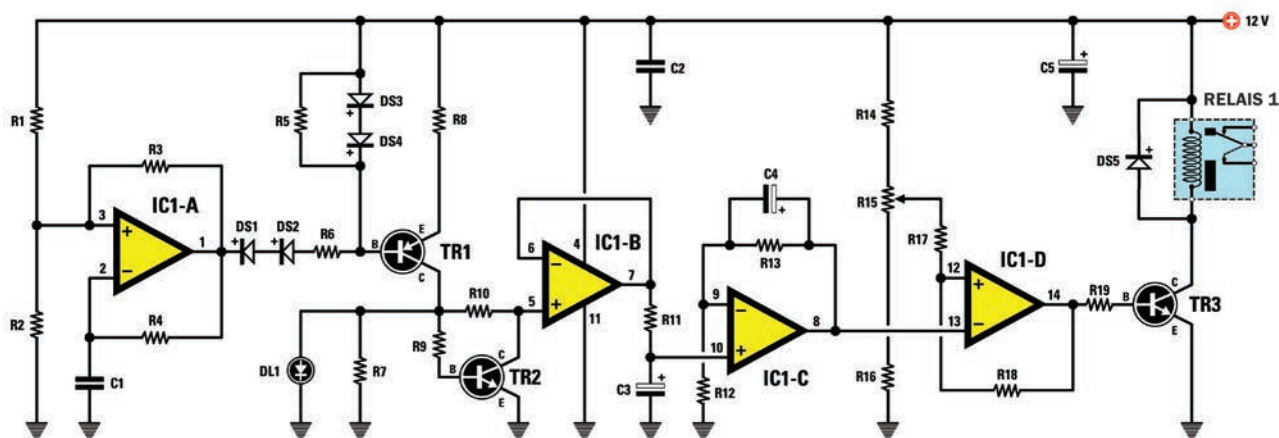 12 V
C2
C5
RELAIS 1
R1
R5
DS3
DS4
R8
R14
DS5
R3
IC1-A
3
+
2
−
1
DS1
DS2
R6
B
E
C
TR1
C4
R15
R13
R17
IC1-B
6
−
4
7
5
+
11
R2
R4
C1
R10
R11
9
−
10
+
8
IC1-C
12
+
13
−
14
IC1-D
R19
B
C
E
TR3
DL1
R7
R9
B
C
E
TR2
C3
R12
R16
R18